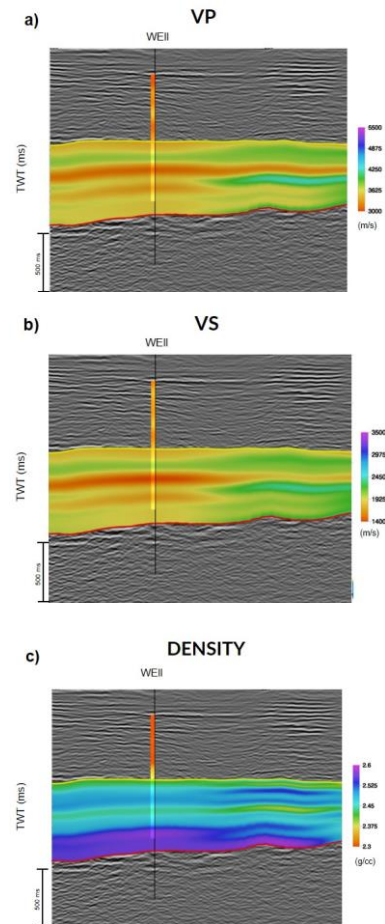 a) VP
WEll
TWT (ms)
5500
4875
4250
3625
3000
(m/s)
500 ms
b) VS
WEll
TWT (ms)
3500
2975
2450
1925
1400
(m/s)
500 ms
c) DENSITY
WEll
TWT (ms)
2.6
2.525
2.45
2.375
2.3
(g/cc)
500 ms